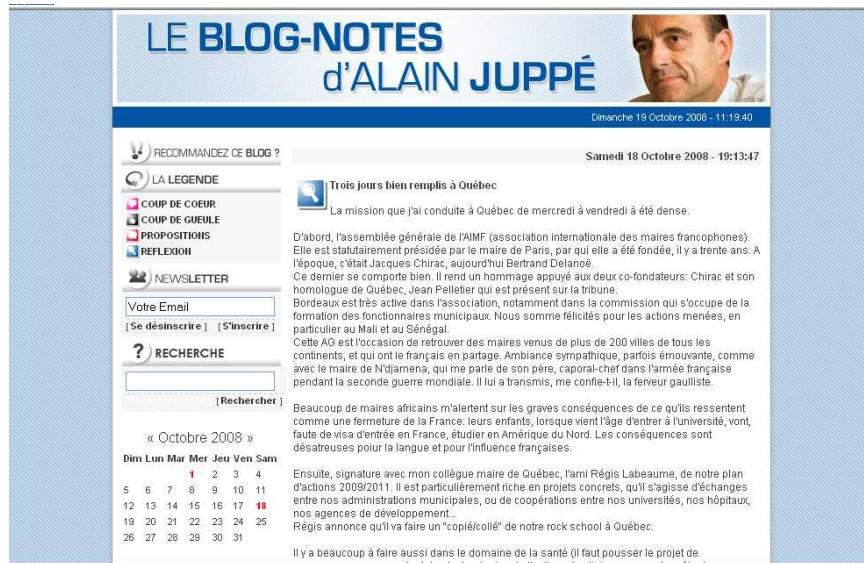 LE BLOG-NOTES
d'ALAIN JUPPÉ
Dimanche 19 Octobre 2008 - 11:19:40
RECOMMANDEZ CE BLOG ?
LA LEGENDE
COUP DE COEUR
COUP DE GUEULE
PROPOSITIONS
REFLEXION
NEWSLETTER
Votre Email
[ Se désinscrire ] [ S'inscrire ]
? RECHERCHE
[ Rechercher ]
« Octobre 2008 »
Dim Lun Mar Mer Jeu Ven Sam
1 2 3 4
5 6 7 8 9 10 11
12 13 14 15 16 17 18
19 20 21 22 23 24 25
26 27 28 29 30 31
Samedi 18 Octobre 2008 - 19:13:47
Trois jours bien remplis à Québec
La mission que j'ai conduite à Québec de mercredi à vendredi à été dense.
D'abord, l'assemblée générale de l'AIMF (association internationale des maires francophones).
Elle est statutairement présidée par le maire de Paris, par qui elle a été fondée, il y a trente ans. A
l'époque, c'était Jacques Chirac, aujourd'hui Bertrand Delanoë.
Ce dernier se comporte bien. Il rend un hommage appuyé aux deux co-fondateurs: Chirac et son
homologue de Québec, Jean Pelletier qui est présent sur la tribune.
Bordeaux est très active dans l'association, notamment dans la commission qui s'occupe de la
formation des fonctionnaires municipaux. Nous somme félicités pour les actions menées, en
particulier au Mali et au Sénégal.
Cette AG est l'occasion de retrouver des maires venus de plus de 200 villes de tous les
continents, et qui ont le français en partage. Ambiance sympathique, parfois émouvante, comme
avec le maire de N'djamena, qui me parle de son père, caporal-chef dans l'armée française
pendant la seconde guerre mondiale. Il lui a transmis, me confie-t-il, la ferveur gaulliste.
Beaucoup de maires africains m'alertent sur les graves conséquences de ce qu'ils ressentent
comme une fermeture de la France: leurs enfants, lorsque vient l'âge d'entrer à l'université, vont,
faute de visa d'entrée en France, étudier en Amérique du Nord. Les conséquences sont
désatreuses poiur la langue et pour l'influence françaises.
Ensuite, signature avec mon collègue maire de Québec, l'ami Régis Labeaume, de notre plan
d'actions 2009/2011. Il est particulièrement riche en projets concrets, qu'il s'agisse d'échanges
entre nos administrations municipales, ou de coopérations entre nos universités, nos hôpitaux,
nos agences de développement...
Régis annonce qu'il va faire un "copié/collé" de notre rock school à Québec.
Il y a beaucoup à faire aussi dans le domaine de la santé (il faut pousser le projet de